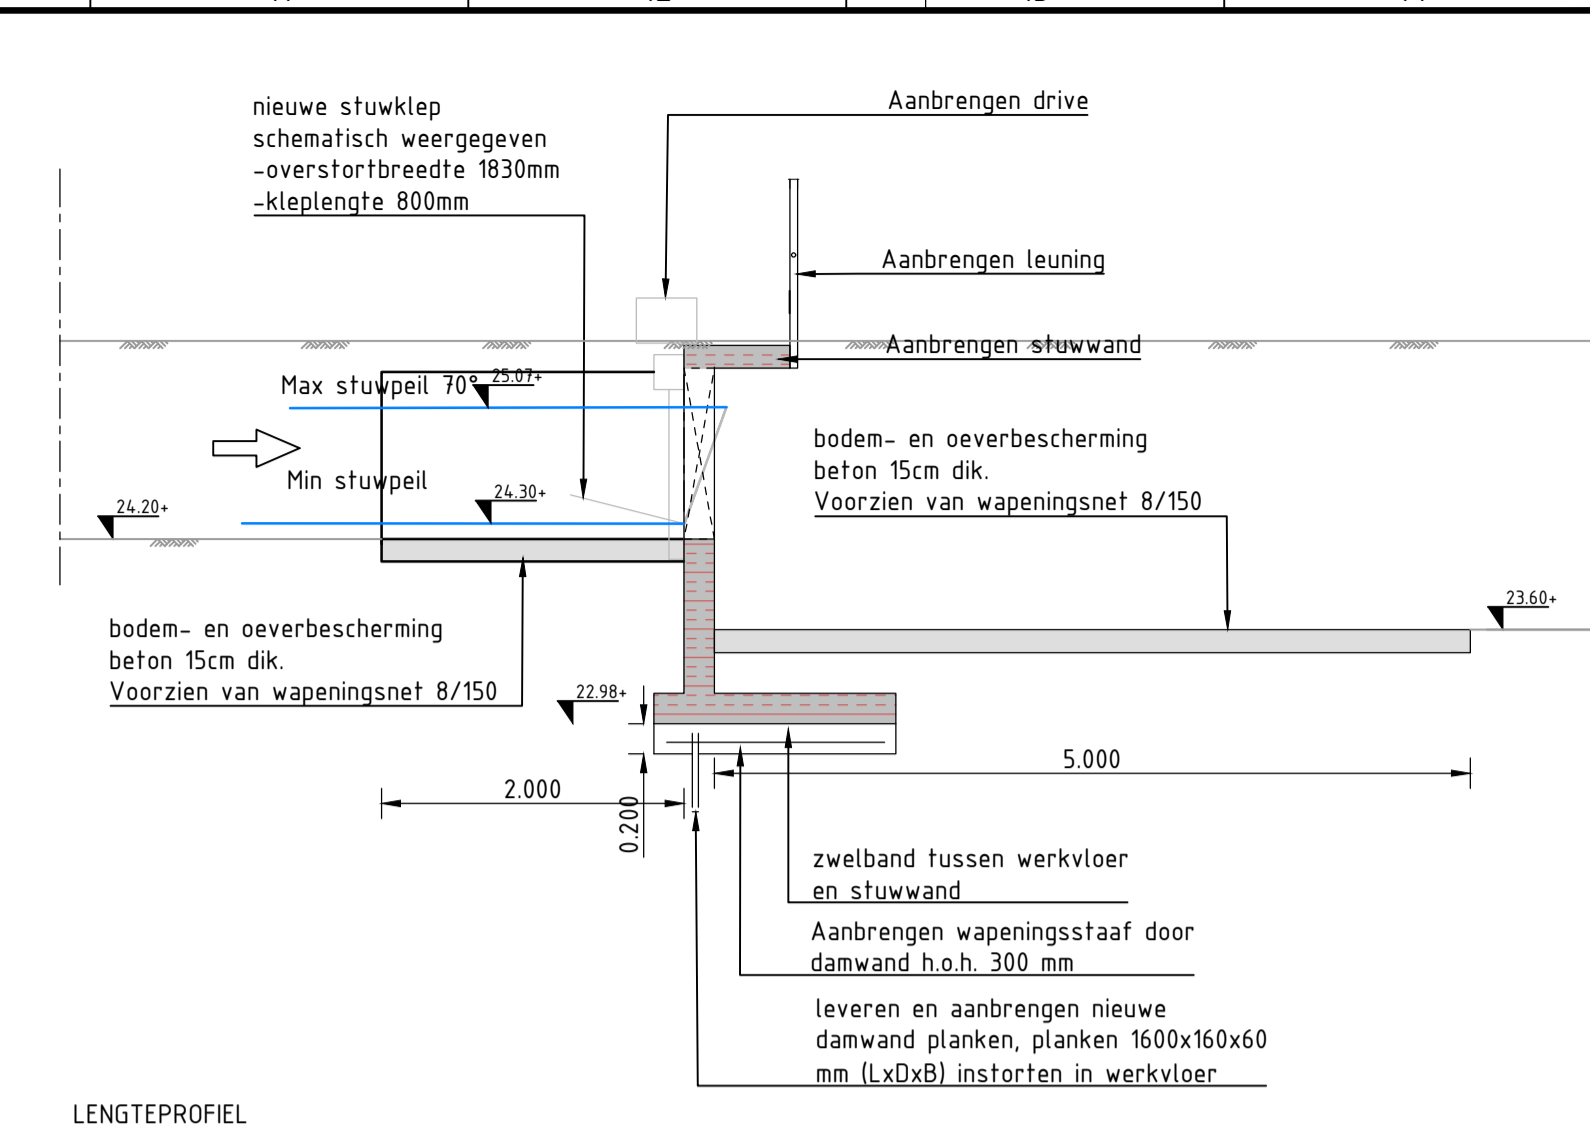 nieuwe stuwklep
schematisch weergegeven
-overstortbreedte 1830mm
-kleplengte 800mm
Aanbrengen drive
Aanbrengen leuning
Aanbrengen stuwwand
Max stuwpeil 70°
25.07+
Min stuwpeil
24.30+
24.20+
bodem- en oeverbescherming
beton 15cm dik.
Voorzien van wapeningsnet 8/150
23.60+
bodem- en oeverbescherming
beton 15cm dik.
Voorzien van wapeningsnet 8/150
22.98+
5.000
2.000
0.200
zwelband tussen werkvloer
en stuwwand
Aanbrengen wapeningsstaaf door
damwand h.o.h. 300 mm
leveren en aanbrengen nieuwe
damwand planken, planken 1600x160x60
mm (LxDxB) instorten in werkvloer
LENGTEPROFIEL